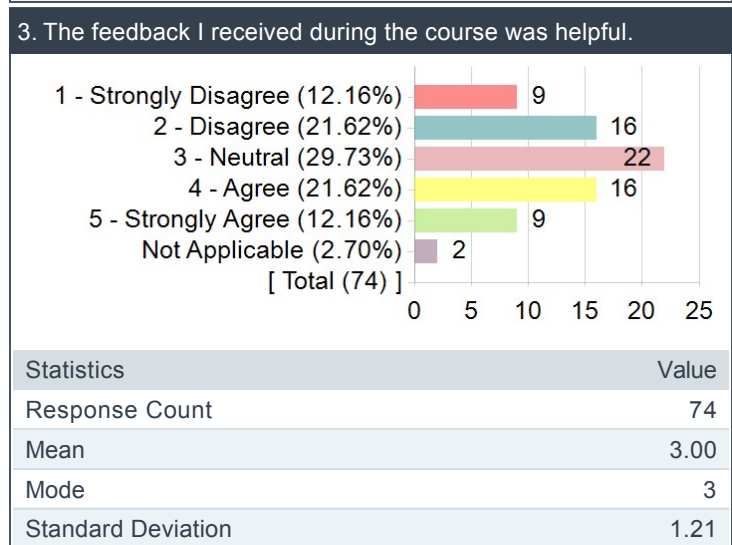 3. The feedback I received during the course was helpful.
1 - Strongly Disagree (12.16%) 9
2 - Disagree (21.62%) 16
3 - Neutral (29.73%) 22
4 - Agree (21.62%) 16
5 - Strongly Agree (12.16%) 9
Not Applicable (2.70%) 2
[ Total (74) ]
0 5 10 15 20 25
Statistics Value
Response Count 74
Mean 3.00
Mode 3
Standard Deviation 1.21